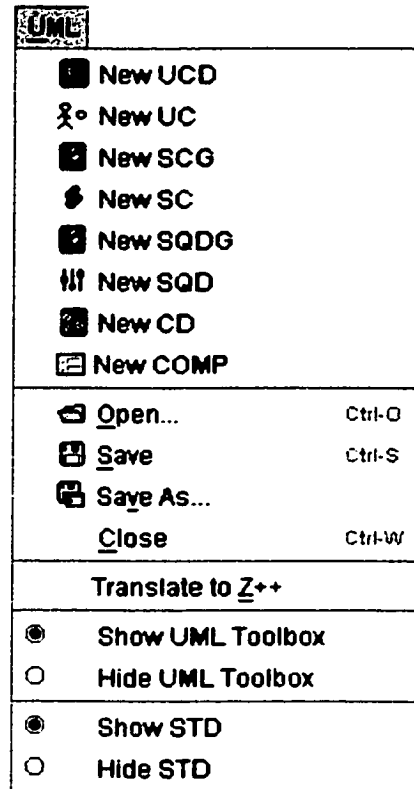 UML
New UCD
New UC
New SCG
New SC
New SQDG
New SQD
New CD
New COMP
Open... Ctrl-O
Save Ctrl-S
Save As...
Close Ctrl-W
Translate to Z++
Show UML Toolbox
Hide UML Toolbox
Show STD
Hide STD